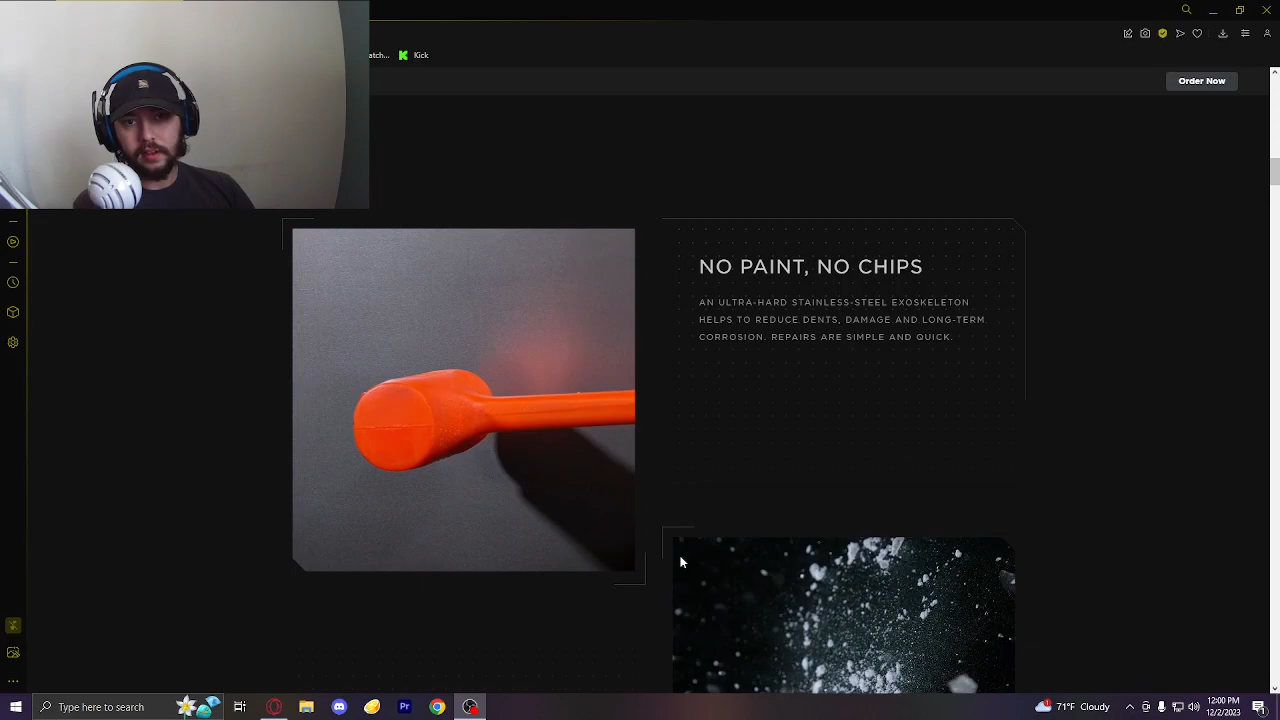 atch...
Kick
Order Now
NO PAINT, NO CHIPS
AN ULTRA-HARD STAINLESS-STEEL EXOSKELETON
HELPS TO REDUCE DENTS, DAMAGE AND LONG-TERM
CORROSION. REPAIRS ARE SIMPLE AND QUICK.
Type here to search
Pr
77°F Cloudy
12:00 PM
12/2/2023